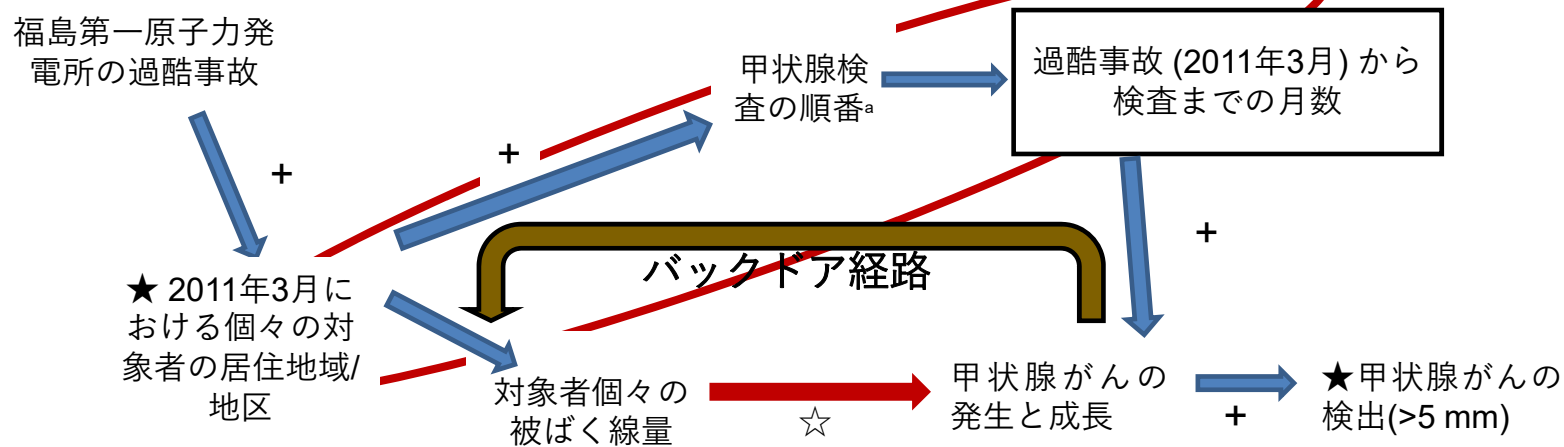 福島第一原子力発
電所の過酷事故
甲状腺検
査の順番a
過酷事故 (2011年3月) から
検査までの月数
+
+
+
バックドア経路
★ 2011年3月に
おける個々の対
象者の居住地域/
地区
対象者個々の
被ばく線量
☆
甲状腺がんの
発生と成長
+
★甲状腺がんの
検出(>5 mm)